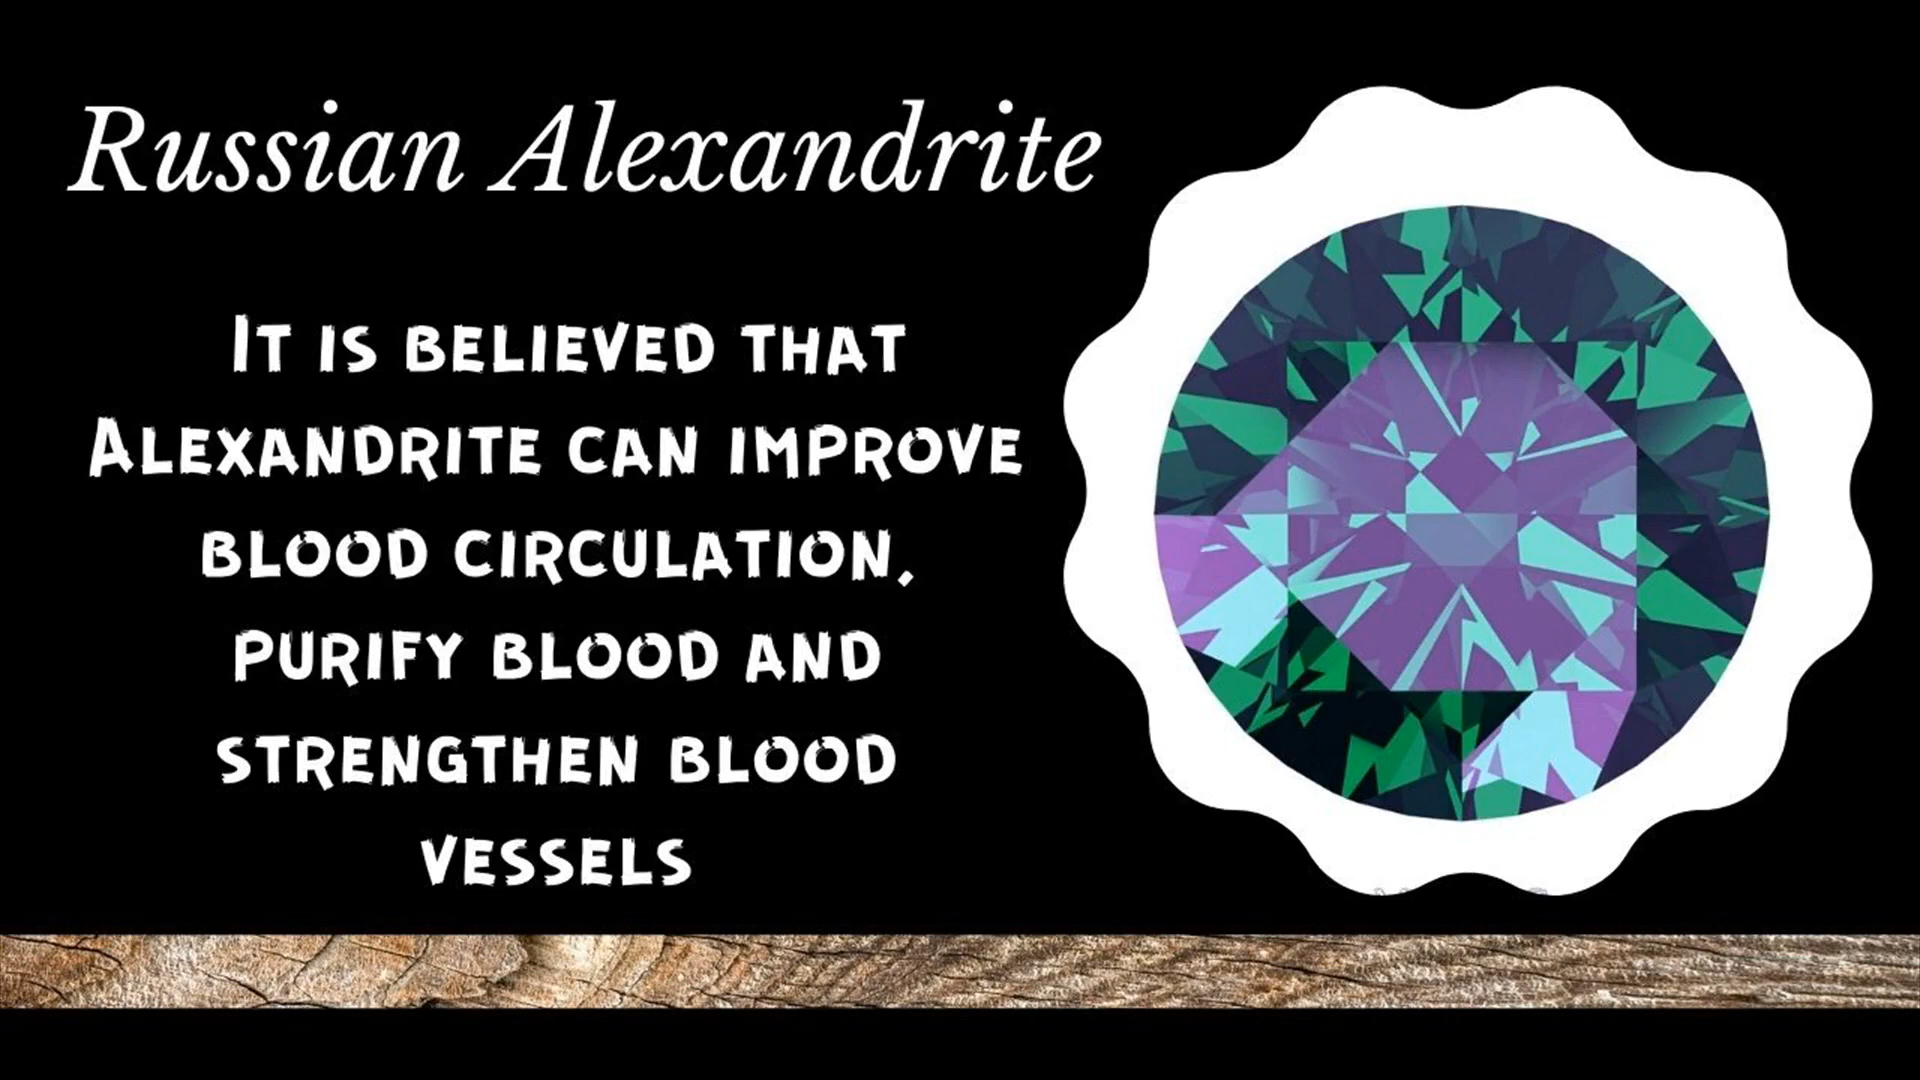 Russian Alexandrite
It is believed that
Alexandrite can improve
blood circulation,
purify blood and
strengthen blood
vessels